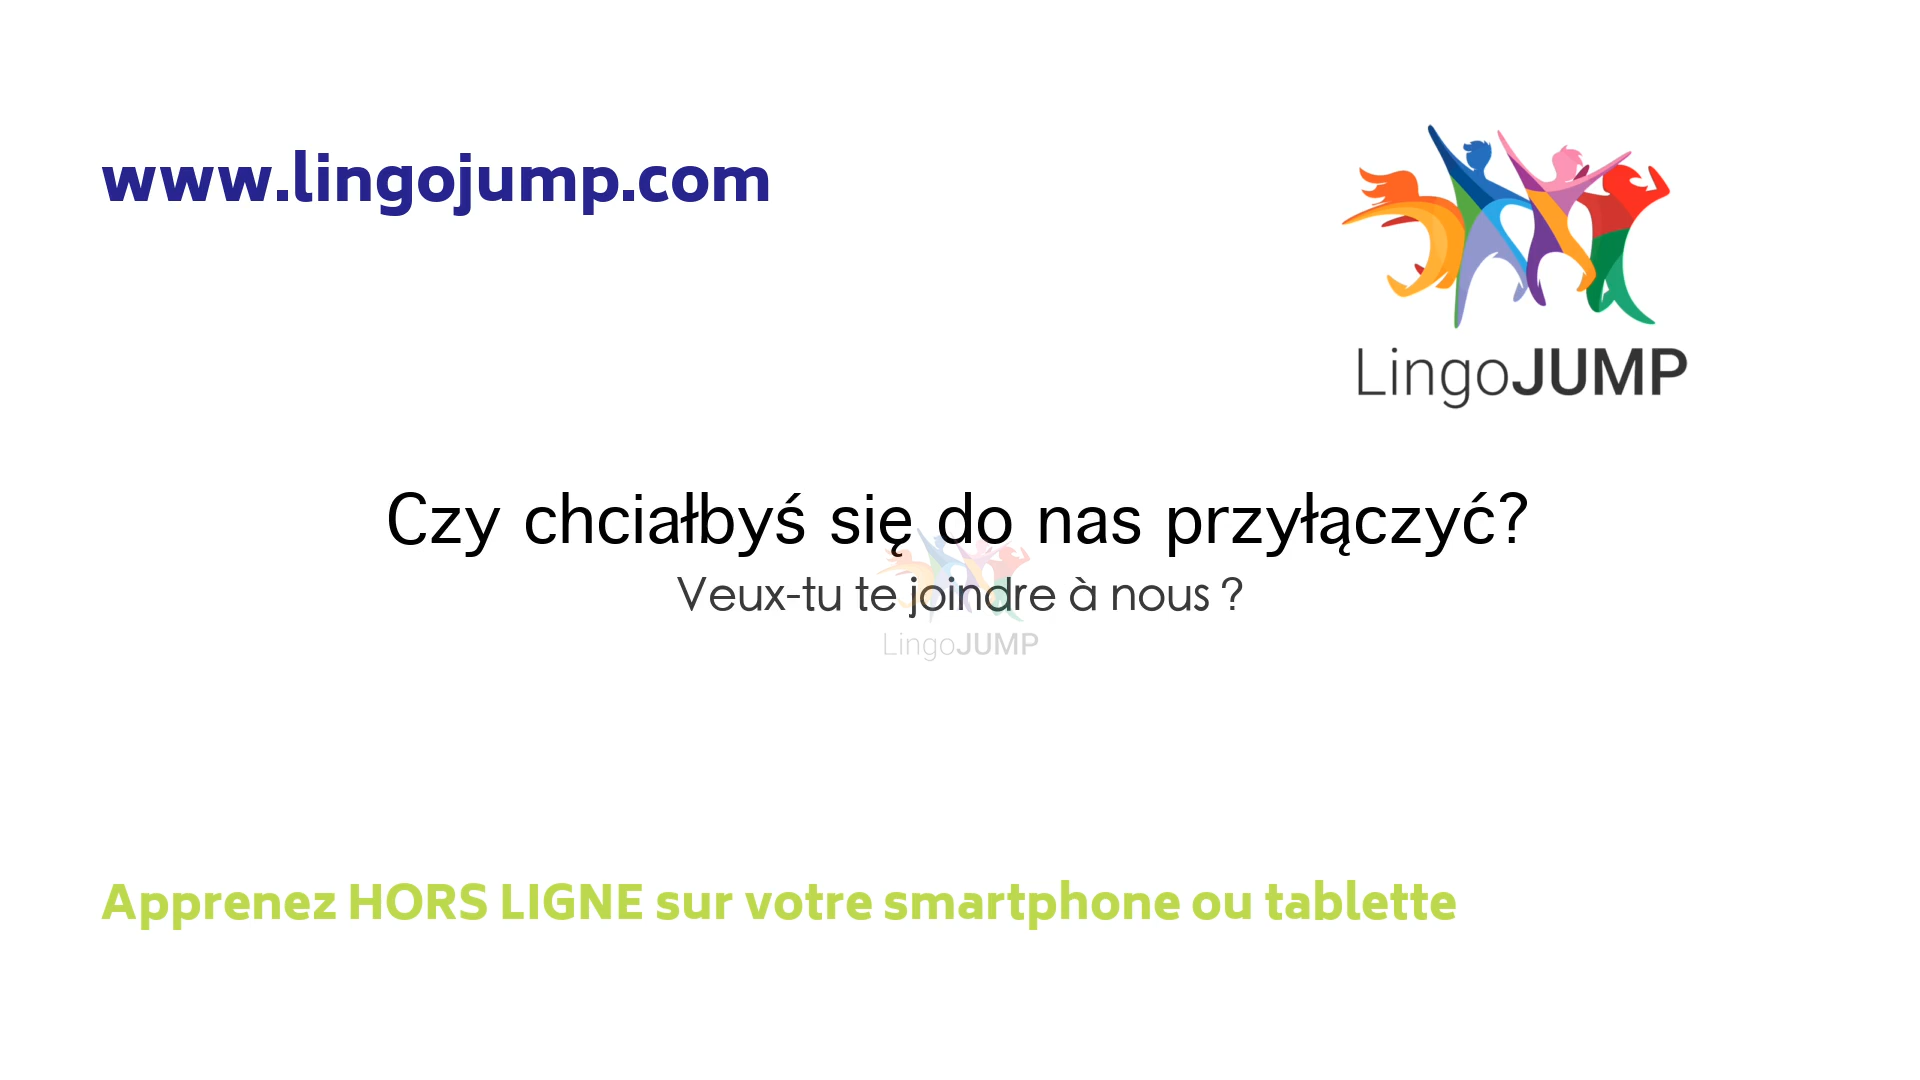 www.lingojump.com
LingoJUMP
Czy chciałbyś się do nas przyłączyć?
Veux-tu te joindre à nous ?
LingoJUMP
Apprenez HORS LIGNE sur votre smartphone ou tablette